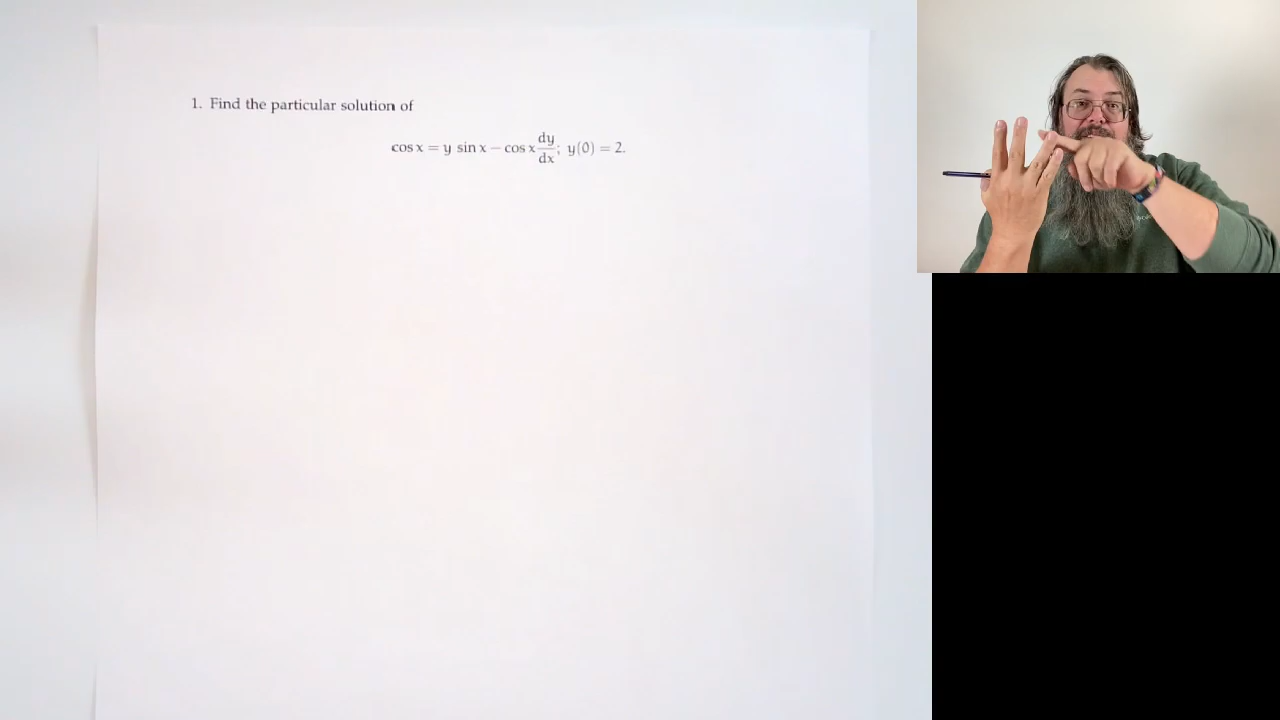 1. Find the particular solution of
cos x = y sin x − cos x dy/dx; y(0) = 2.